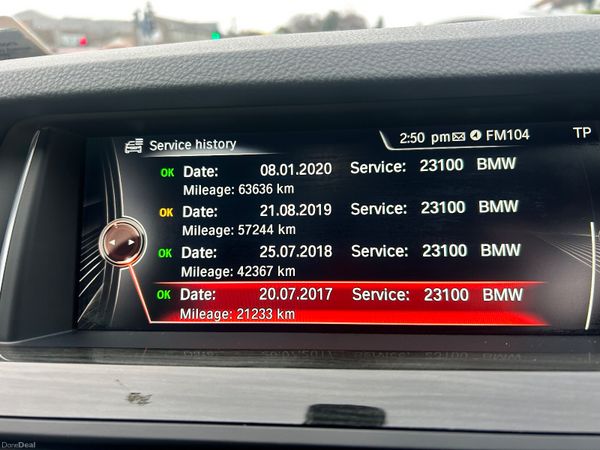 Service history
2:50 pm FM104 TP
OK Date: 08.01.2020 Service: 23100 BMW
Mileage: 63636 km
OK Date: 21.08.2019 Service: 23100 BMW
Mileage: 57244 km
OK Date: 25.07.2018 Service: 23100 BMW
Mileage: 42367 km
OK Date: 20.07.2017 Service: 23100 BMW
Mileage: 21233 km
DoneDeal